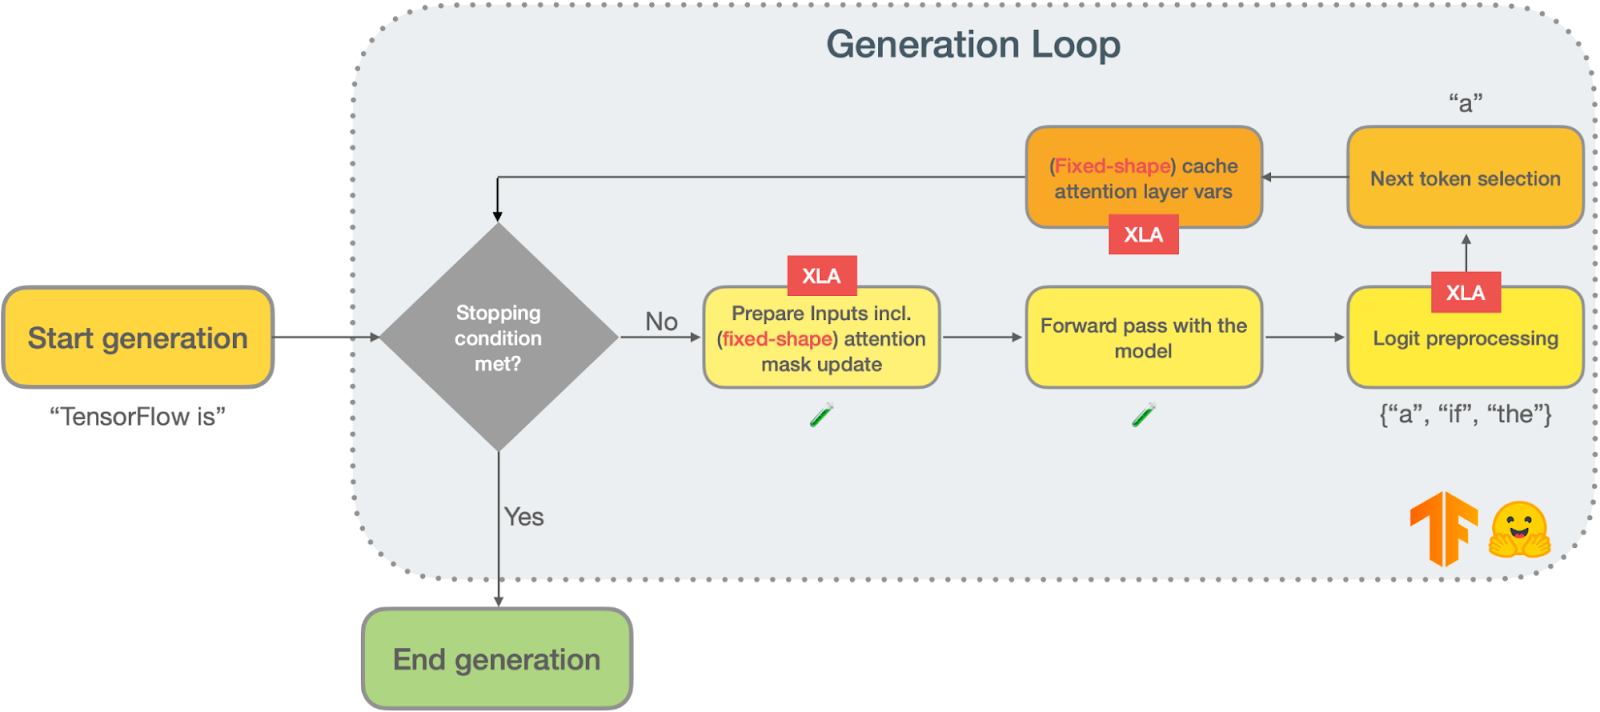 Generation Loop
“a”
(Fixed-shape) cache
attention layer vars
XLA
Next token selection
Start generation
“TensorFlow is”
Stopping
condition
met?
No
XLA
Prepare Inputs incl.
(fixed-shape) attention
mask update
Forward pass with the
model
XLA
Logit preprocessing
{“a”, “if”, “the”}
Yes
End generation